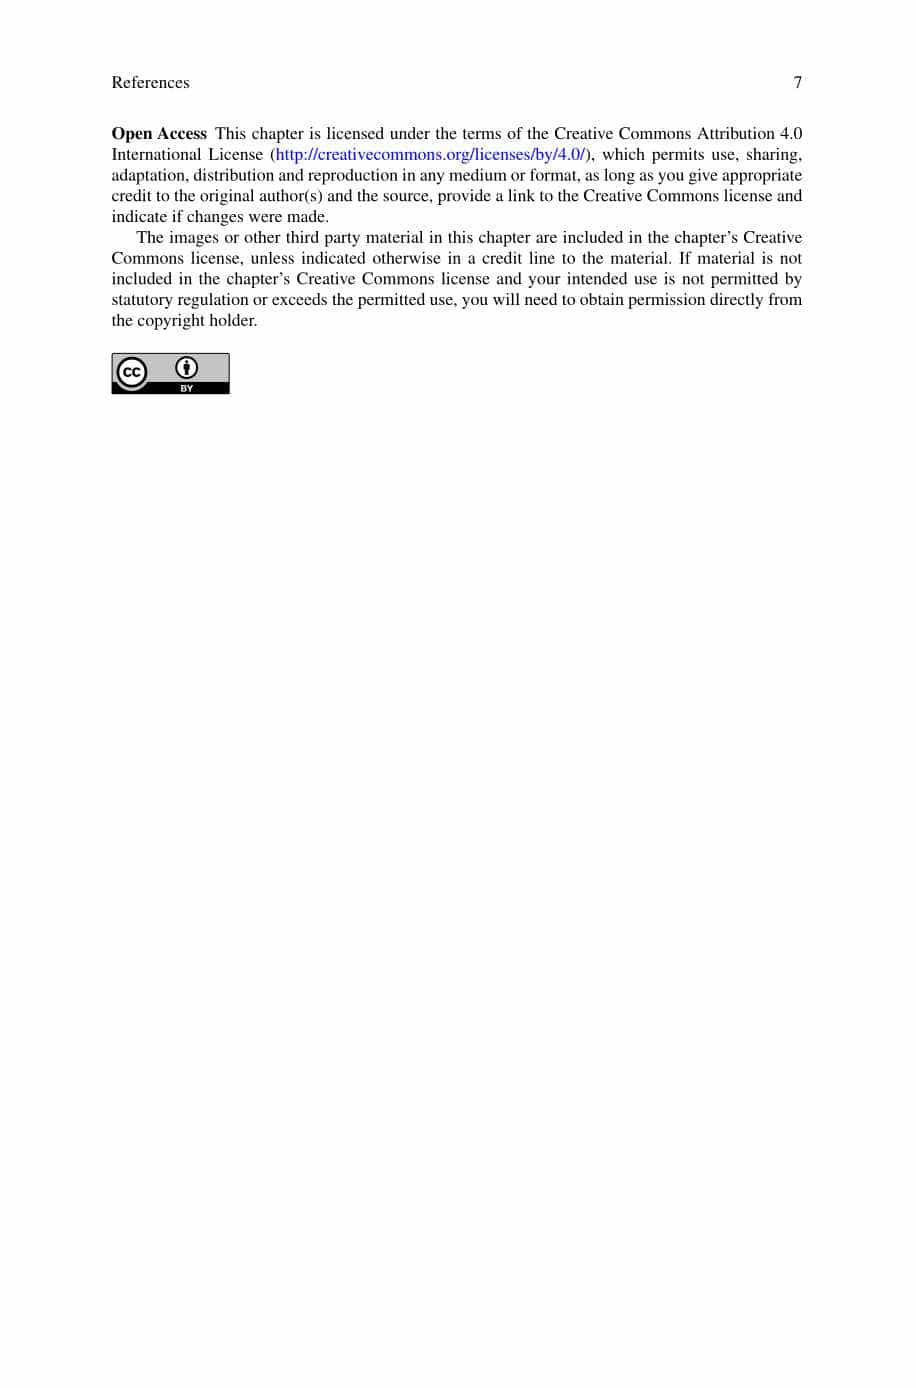 References 7
Open Access This chapter is licensed under the terms of the Creative Commons Attribution 4.0
International License (http://creativecommons.org/licenses/by/4.0/), which permits use, sharing,
adaptation, distribution and reproduction in any medium or format, as long as you give appropriate
credit to the original author(s) and the source, provide a link to the Creative Commons license and
indicate if changes were made.
The images or other third party material in this chapter are included in the chapter’s Creative
Commons license, unless indicated otherwise in a credit line to the material. If material is not
included in the chapter’s Creative Commons license and your intended use is not permitted by
statutory regulation or exceeds the permitted use, you will need to obtain permission directly from
the copyright holder.
cc
BY